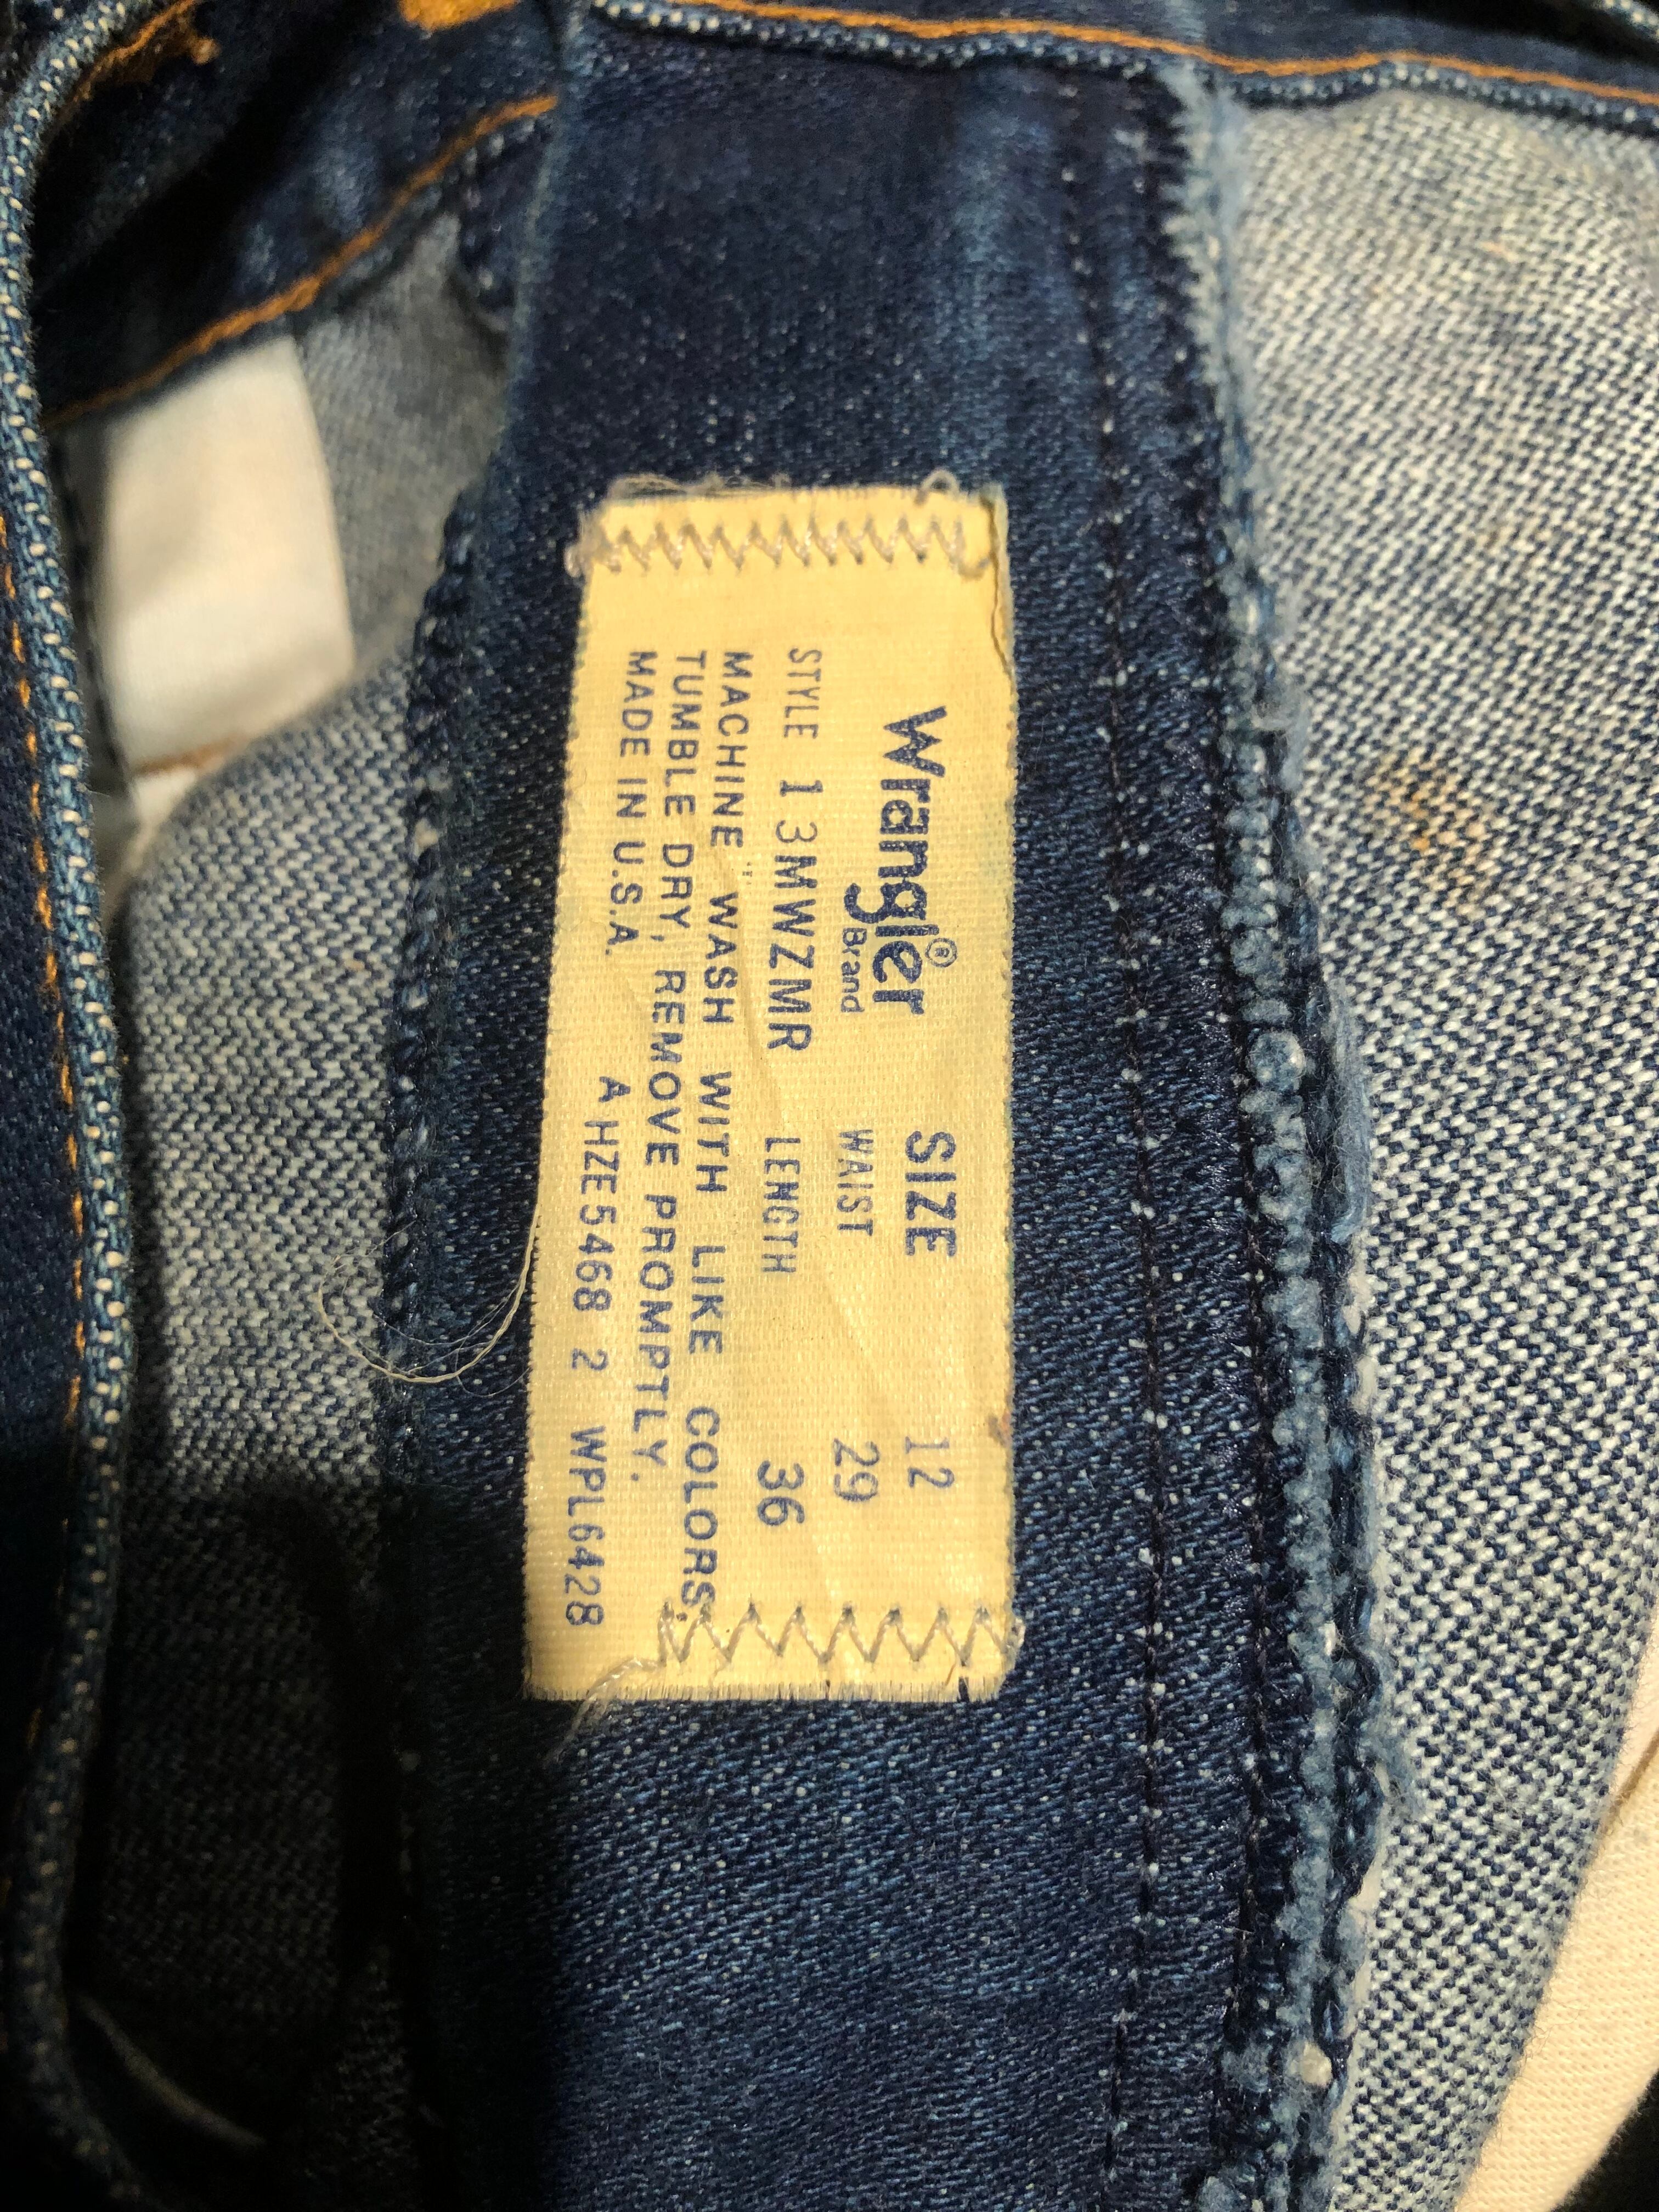 Wrangler®
Brand
SIZE 12
WAIST 29
STYLE 13MWZMR LENGTH 36
MACHINE WASH WITH LIKE COLORS,
TUMBLE DRY, REMOVE PROMPTLY.
MADE IN U.S.A. A HZE5468 2 WPL6428